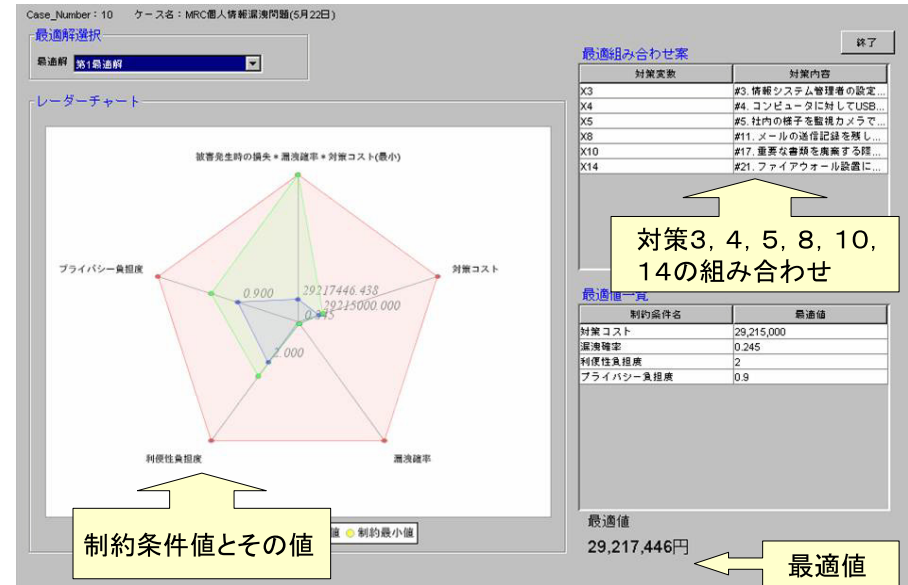 Case_Number：10　ケース名：MRC個人情報漏洩問題(5月22日)
最適解選択
最適解 第1最適解
終了
最適組み合わせ案
対策変数 対策内容
X3 #3. 情報システム管理者の設定...
X4 #4. コンピュータに対してUSB...
X5 #5. 社内の様子を監視カメラで...
X8 #11. メールの送信記録を残し...
X10 #17. 重要な書類を廃棄する際...
X14 #21. ファイアウォール設置に...
対策3，4，5，8，10，
14の組み合わせ
レーダーチャート
被害発生時の損失*漏洩確率*対策コスト(最小)
プライバシー負担度
対策コスト
0.900
29217446.438
29215000.000
0.245
2.000
利便性負担度
漏洩確率
値 制約最小値
制約条件値とその値
最適値一覧
制約条件名 最適値
対策コスト 29,215,000
漏洩確率 0.245
利便性負担度 2
プライバシー負担度 0.9
最適値
29,217,446円
最適値